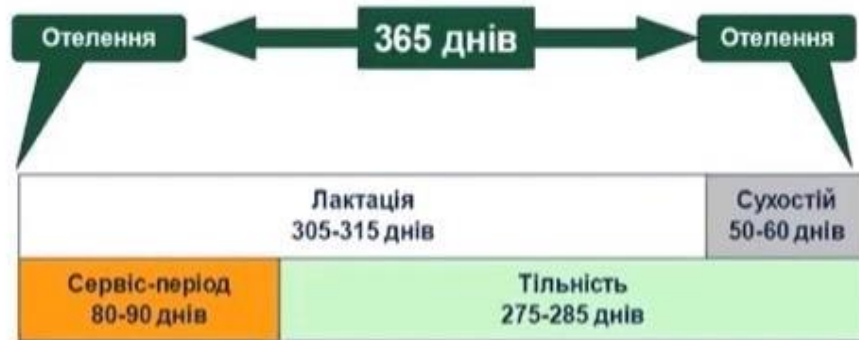 Отелення
365 днів
Отелення
Лактація
305-315 днів
Сухостій
50-60 днів
Сервіс-період
80-90 днів
Тільність
275-285 днів